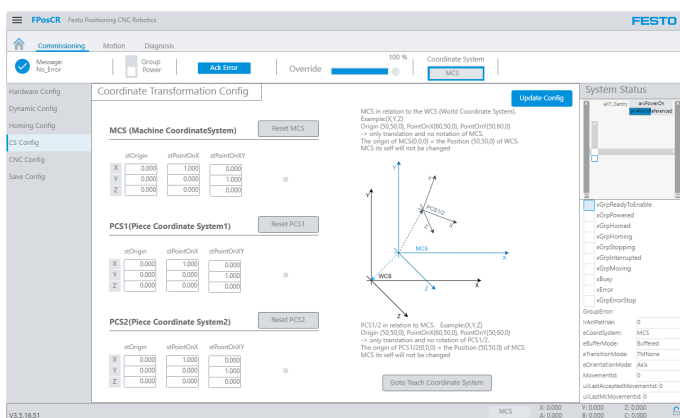 FPosCR Festo Positioning CNC Robotics
FESTO
Commissioning Motion Diagnosis
Message:
No_Error
Group
Power
Ack Error
Override
100 %
Coordinate System
MCS
Hardware Config
Dynamic Config
Homing Config
CS Config
CNC Config
Save Config
Coordinate Transformation Config
Update Config
MCS (Machine CoordinateSystem)
Reset MCS
stOrigin stPointOnX stPointOnXY
X 0.000 1.000 0.000
Y 0.000 0.000 1.000
Z 0.000 0.000 0.000
PCS1(Piece Coordinate System1)
Reset PCS1
stOrigin stPointOnX stPointOnXY
X 0.000 1.000 0.000
Y 0.000 0.000 1.000
Z 0.000 0.000 0.000
PCS2(Piece Coordinate System2)
Reset PCS2
stOrigin stPointOnX stPointOnXY
X 0.000 1.000 0.000
Y 0.000 0.000 1.000
Z 0.000 0.000 0.000
MCS in relation to the WCS (World Coordinate System).
Example:(X,Y,Z)
Origin (50,50,0), PointOnX(60,50,0), PointOnY(50,60,0)
-> only translation and no rotation of MCS.
The origin of MCS(0,0,0) = the Position (50,50,0) of WCS.
MCS its self will not be changed
Y
Y
PCS1/2
Z
X
Y
MCS
X
WCS
X
Z
Z
PCS1/2 in relation to MCS. Example:(X,Y,Z)
Origin (50,50,0), PointOnX(60,50,0), PointOnY(50,60,0)
-> only translation and no rotation of PCS1/2.
The origin of PCS1/2(0,0,0) = the Position (50,50,0) of MCS.
MCS its self will not be changed
Goto Teach Coordinate System
System Status
xGrpReadyToEnable
xGrpPowered
xGrpHomed
xGrpHoming
xGrpStopping
xGrpInterrupted
xGrpMoving
xBusy
xError
xGrpErrorStop
GroupError:
lrActPathVel: 0
eCoordSystem: MCS
eBufferMode: Buffered
eTransitionMode: TMNone
eOrientationMode: Axis
MovementId: 0
uiLastAcceptedMovementId: 0
uiLastMcMovementId: 0
V3.5.16.51
MCS
X: 0.000 Y: 0.000 Z: 0.000
A: 0.000 B: 0.000 C: 0.000